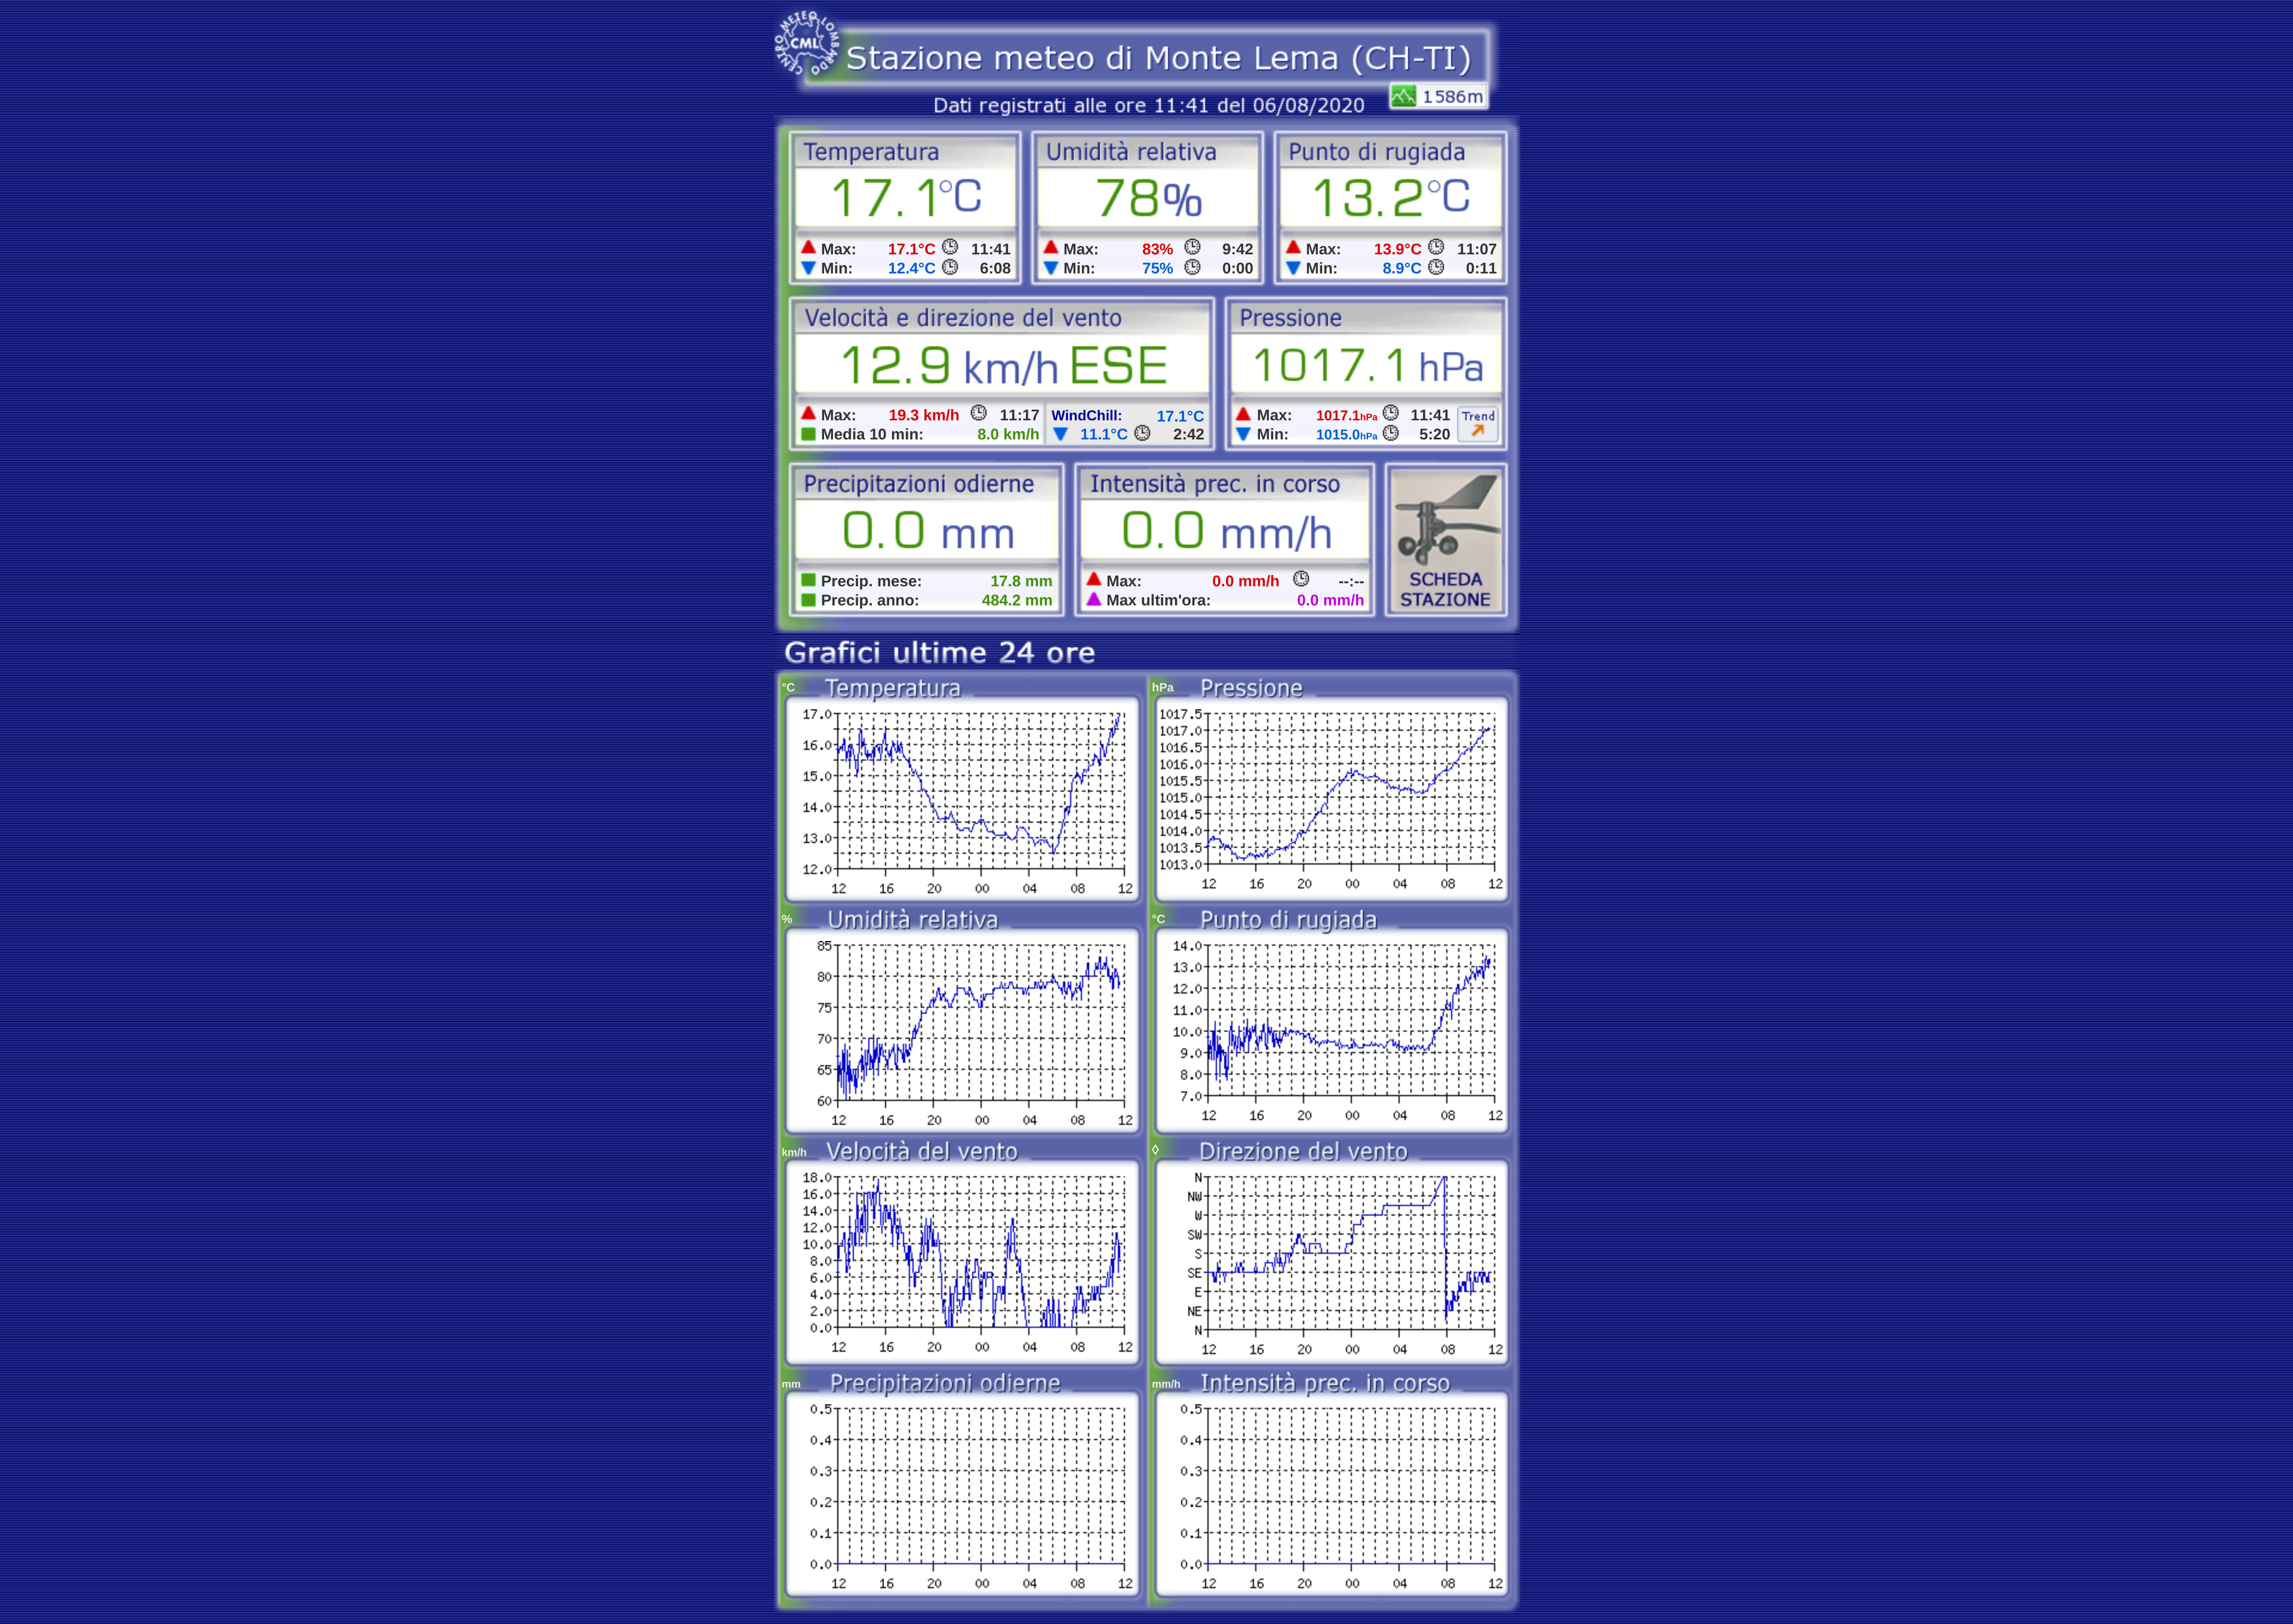 CENTRO METEO LOMBARDO
CML
Stazione meteo di Monte Lema (CH-TI)
1586m
Dati registrati alle ore 11:41 del 06/08/2020
Temperatura
17.1°C
Max: 17.1°C 11:41
Min: 12.4°C 6:08
Umidità relativa
78%
Max: 83% 9:42
Min: 75% 0:00
Punto di rugiada
13.2°C
Max: 13.9°C 11:07
Min: 8.9°C 0:11
Velocità e direzione del vento
12.9 km/h ESE
Max: 19.3 km/h 11:17
Media 10 min: 8.0 km/h
WindChill: 17.1°C
11.1°C 2:42
Pressione
1017.1 hPa
Max: 1017.1hPa 11:41
Min: 1015.0hPa 5:20
Trend
Precipitazioni odierne
0.0 mm
Precip. mese: 17.8 mm
Precip. anno: 484.2 mm
Intensità prec. in corso
0.0 mm/h
Max: 0.0 mm/h --:--
Max ultim'ora: 0.0 mm/h
SCHEDA
STAZIONE
Grafici ultime 24 ore
°C Temperatura
17.0
16.0
15.0
14.0
13.0
12.0
12 16 20 00 04 08 12
hPa Pressione
1017.5
1017.0
1016.5
1016.0
1015.5
1015.0
1014.5
1014.0
1013.5
1013.0
12 16 20 00 04 08 12
% Umidità relativa
85
80
75
70
65
60
12 16 20 00 04 08 12
°C Punto di rugiada
14.0
13.0
12.0
11.0
10.0
9.0
8.0
7.0
12 16 20 00 04 08 12
km/h Velocità del vento
18.0
16.0
14.0
12.0
10.0
8.0
6.0
4.0
2.0
0.0
12 16 20 00 04 08 12
◊ Direzione del vento
N
NW
W
SW
S
SE
E
NE
N
12 16 20 00 04 08 12
mm Precipitazioni odierne
0.5
0.4
0.3
0.2
0.1
0.0
12 16 20 00 04 08 12
mm/h Intensità prec. in corso
0.5
0.4
0.3
0.2
0.1
0.0
12 16 20 00 04 08 12